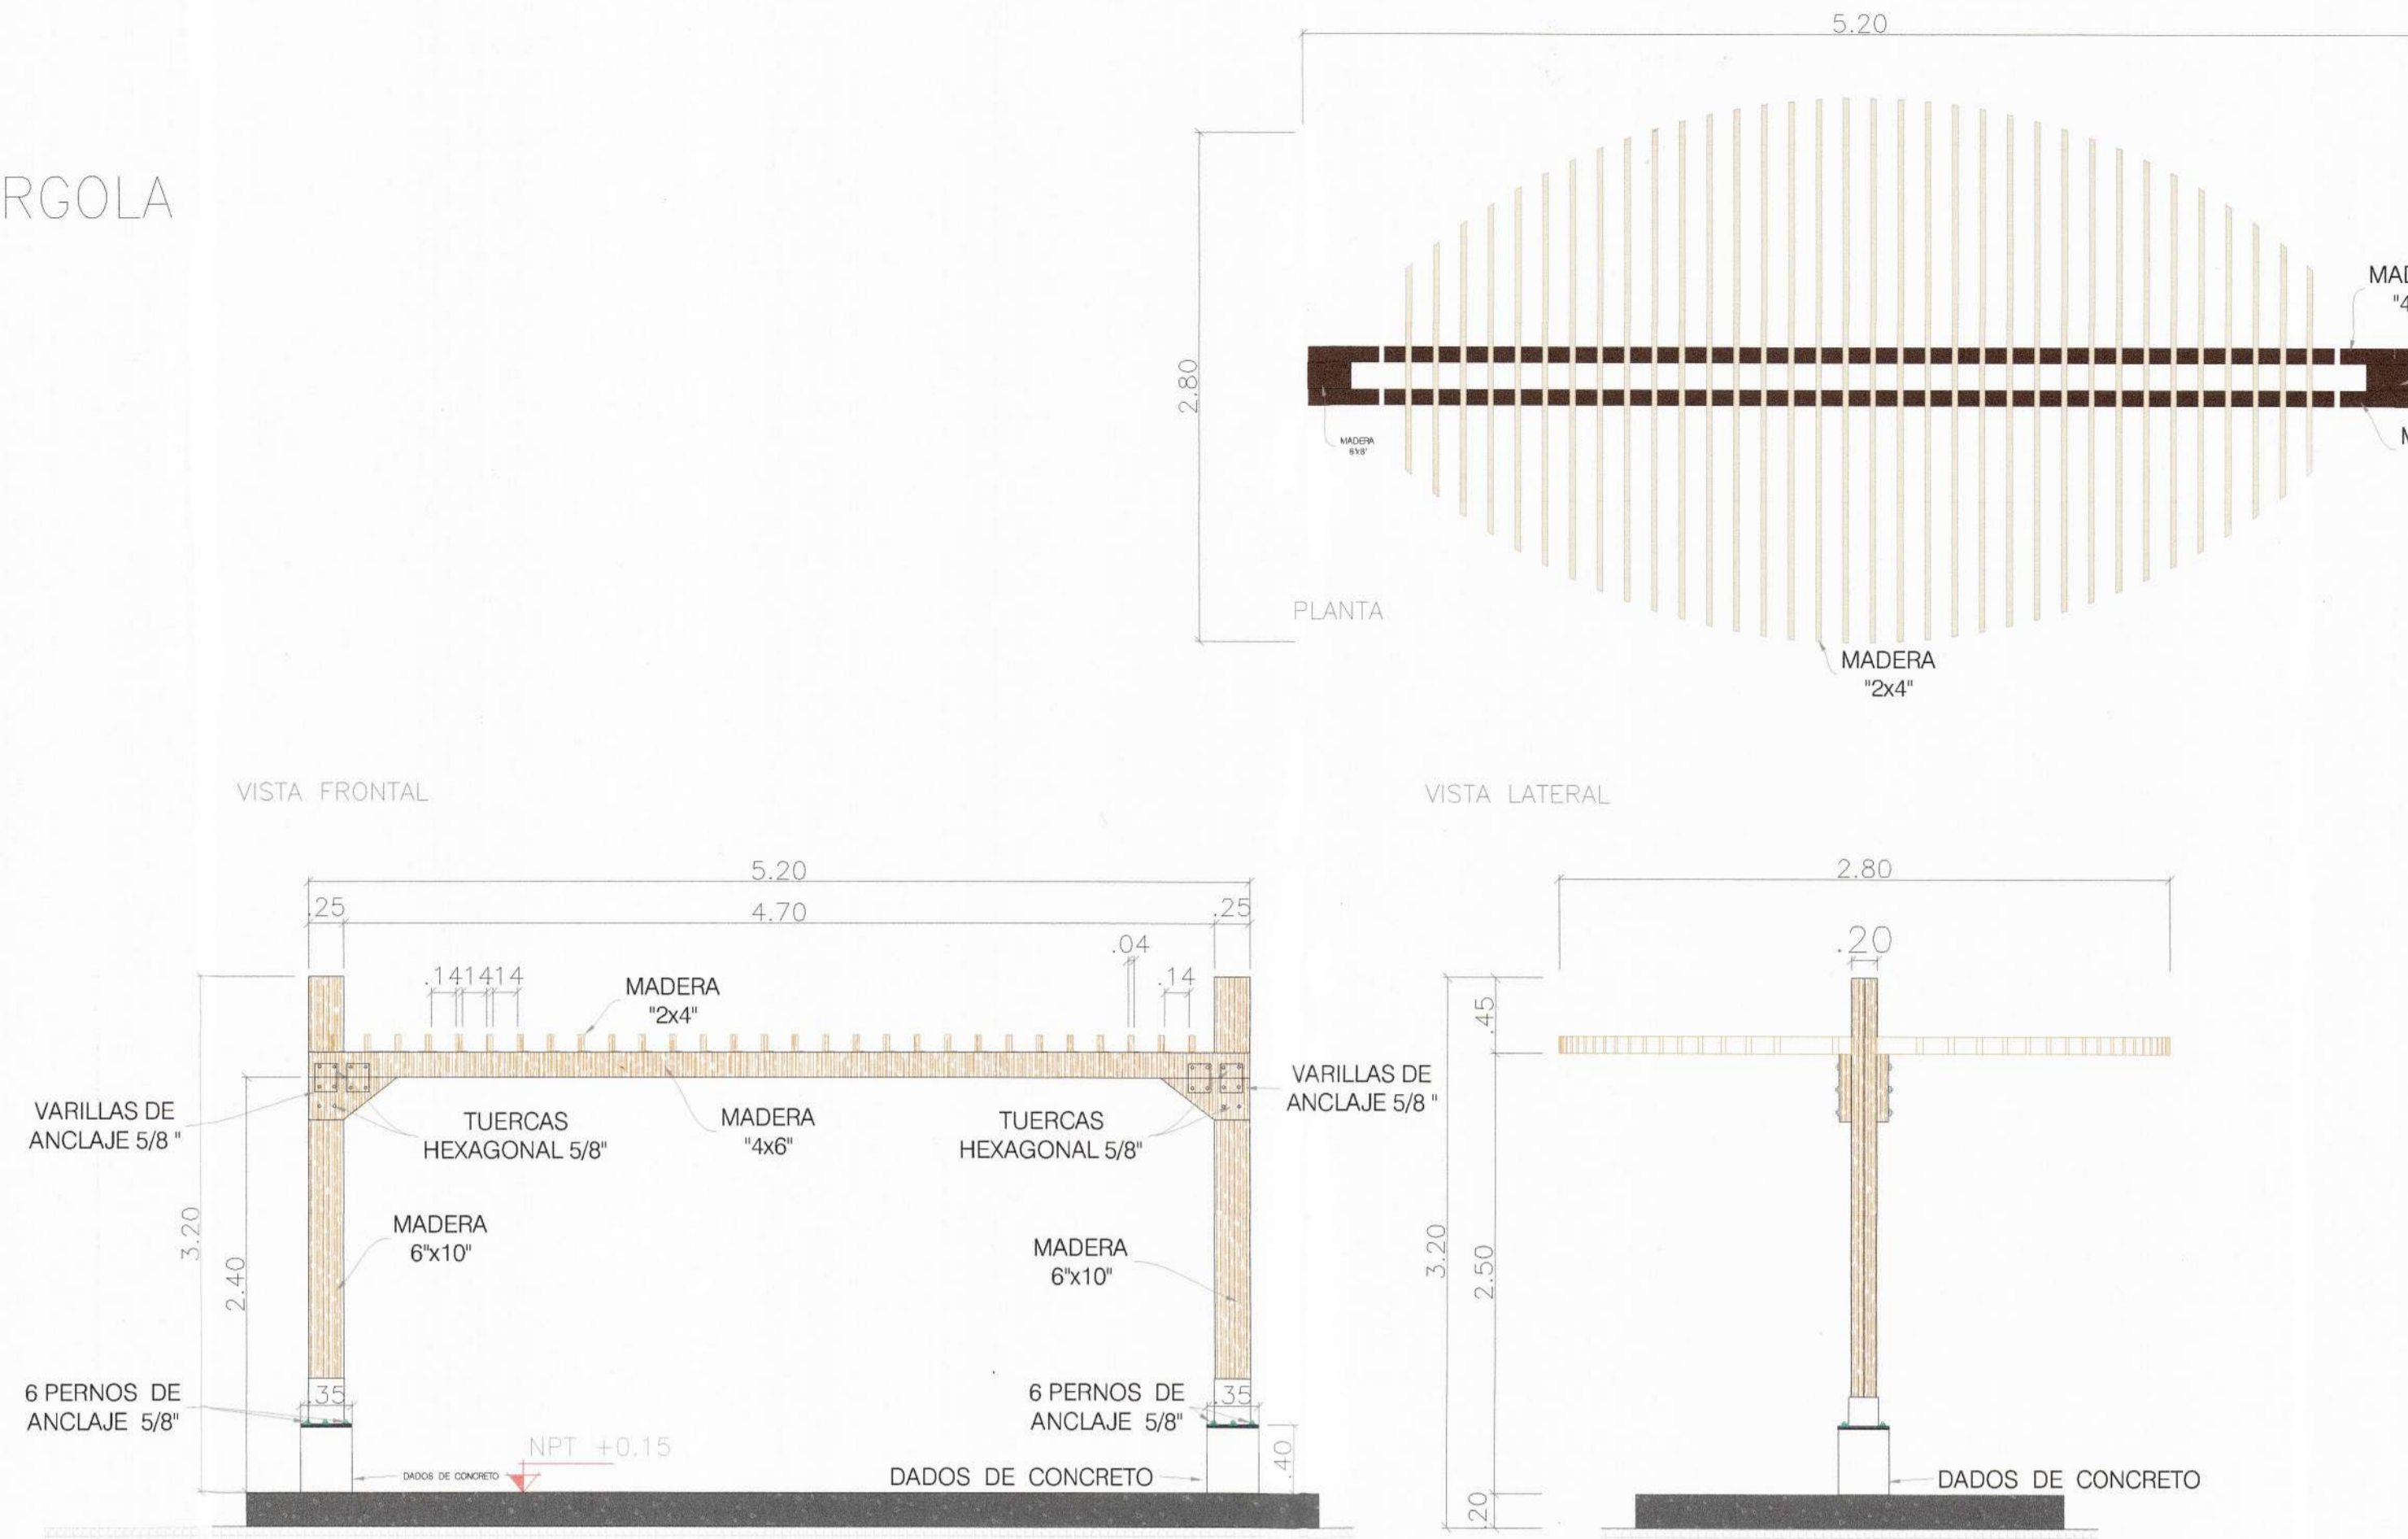 RGOLA
5.20
2.80
MAD
"4
M
MADERA
6"x8"
PLANTA
MADERA
"2x4"
VISTA FRONTAL
5.20
.25
4.70
.25
.04
.14
14
14
.14
MADERA
"2x4"
VARILLAS DE
ANCLAJE 5/8 "
TUERCAS
HEXAGONAL 5/8"
MADERA
"4x6"
TUERCAS
HEXAGONAL 5/8"
VARILLAS DE
ANCLAJE 5/8 "
3.20
2.40
MADERA
6"x10"
MADERA
6"x10"
6 PERNOS DE
ANCLAJE 5/8"
.35
6 PERNOS DE
ANCLAJE 5/8"
.35
NPT +0.15
DADOS DE CONCRETO
DADOS DE CONCRETO
.40
VISTA LATERAL
2.80
.20
.45
3.20
2.50
.20
DADOS DE CONCRETO